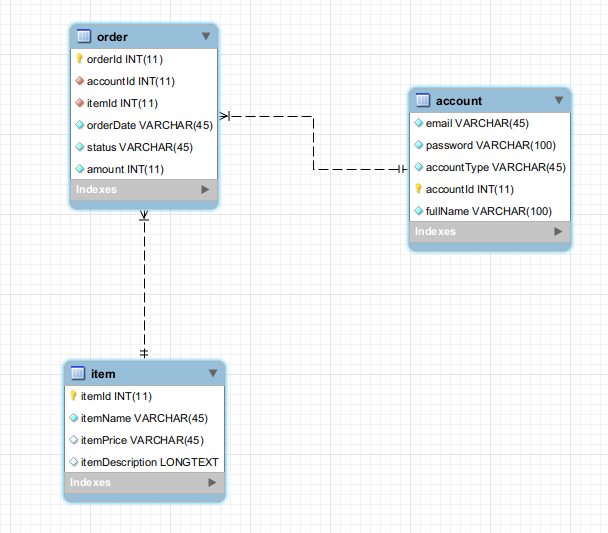 order
orderId INT(11)
accountId INT(11)
itemId INT(11)
orderDate VARCHAR(45)
status VARCHAR(45)
amount INT(11)
Indexes
account
email VARCHAR(45)
password VARCHAR(100)
accountType VARCHAR(45)
accountId INT(11)
fullName VARCHAR(100)
Indexes
item
itemId INT(11)
itemName VARCHAR(45)
itemPrice VARCHAR(45)
itemDescription LONGTEXT
Indexes